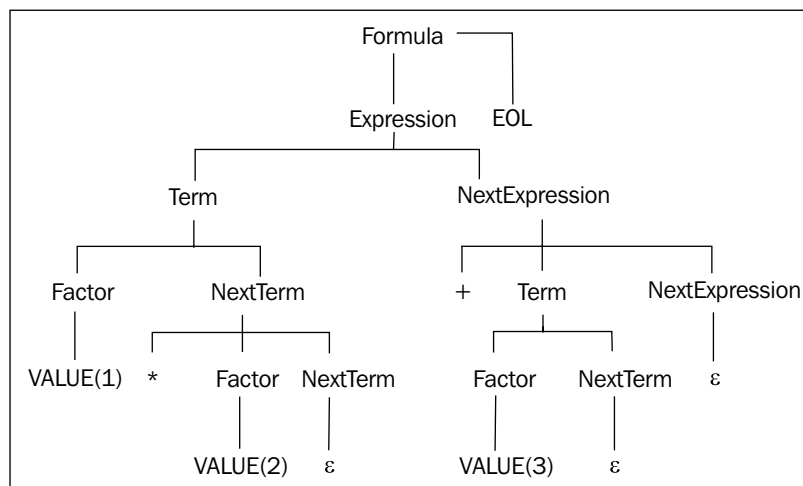 Formula
Expression EOL
Term NextExpression
Factor NextTerm + Term NextExpression
VALUE(1) * Factor NextTerm Factor NextTerm ε
VALUE(2) ε VALUE(3) ε